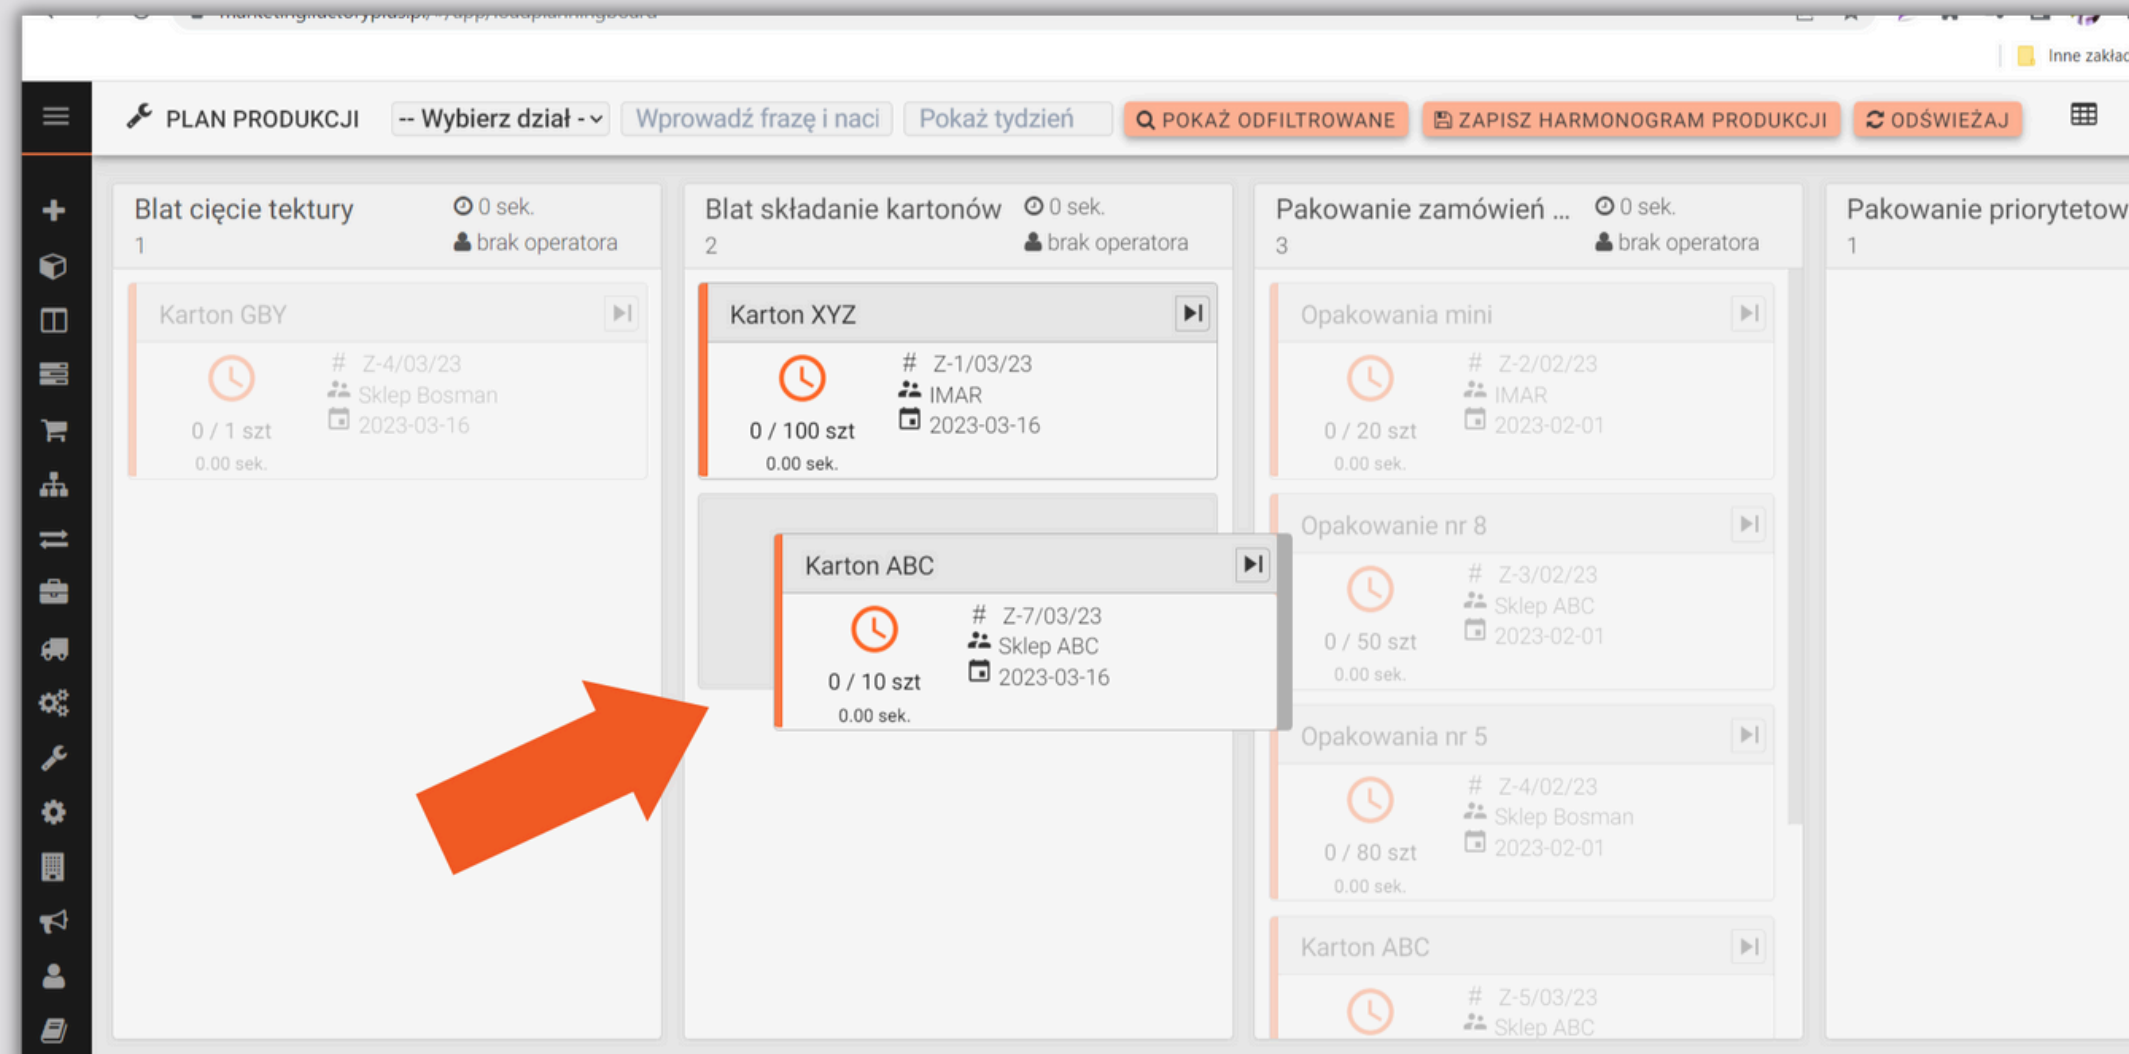 Inne zakład
PLAN PRODUKCJI
-- Wybierz dział -
Wprowadź frazę i naci
Pokaż tydzień
POKAŻ ODFILTROWANE
ZAPISZ HARMONOGRAM PRODUKCJI
ODŚWIEŻAJ
Blat cięcie tektury
0 sek.
1
brak operatora
Karton GBY
# Z-4/03/23
Sklep Bosman
2023-03-16
0 / 1 szt
0.00 sek.
Blat składanie kartonów
0 sek.
2
brak operatora
Karton XYZ
# Z-1/03/23
IMAR
2023-03-16
0 / 100 szt
0.00 sek.
Karton ABC
# Z-7/03/23
Sklep ABC
2023-03-16
0 / 10 szt
0.00 sek.
Pakowanie zamówień ...
0 sek.
3
brak operatora
Opakowania mini
# Z-2/02/23
IMAR
2023-02-01
0 / 20 szt
0.00 sek.
Opakowanie nr 8
# Z-3/02/23
Sklep ABC
2023-02-01
0 / 50 szt
0.00 sek.
Opakowania nr 5
# Z-4/02/23
Sklep Bosman
2023-02-01
0 / 80 szt
0.00 sek.
Karton ABC
# Z-5/03/23
Sklep ABC
Pakowanie priorytetow
1